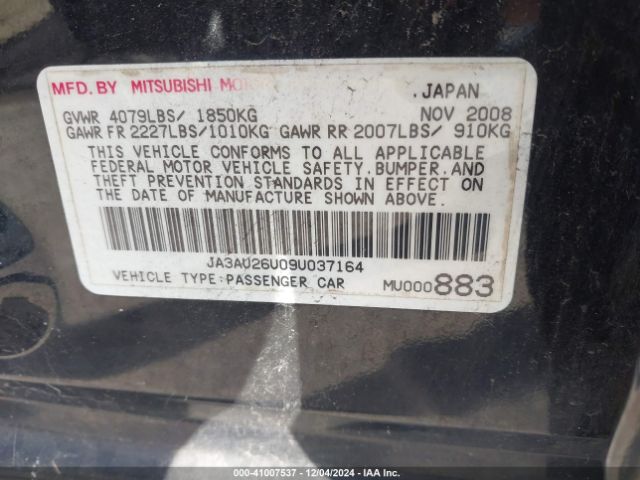 MFD. BY MITSUBISHI .JAPAN
GVWR 4079LBS/ 1850KG NOV 2008
GAWR FR 2227LBS/1010KG GAWR RR 2007LBS/ 910KG
THIS VEHICLE CONFORMS TO ALL APPLICABLE
FEDERAL MOTOR VEHICLE SAFETY.BUMPER.AND
THEFT PREVENTION STANDARDS IN EFFECT ON
THE DATE OF MANUFACTURE SHOWN ABOVE.
JA3AU26U09U037164
VEHICLE TYPE:PASSENGER CAR MU000883
000-41007537 - 12/04/2024 - IAA Inc.